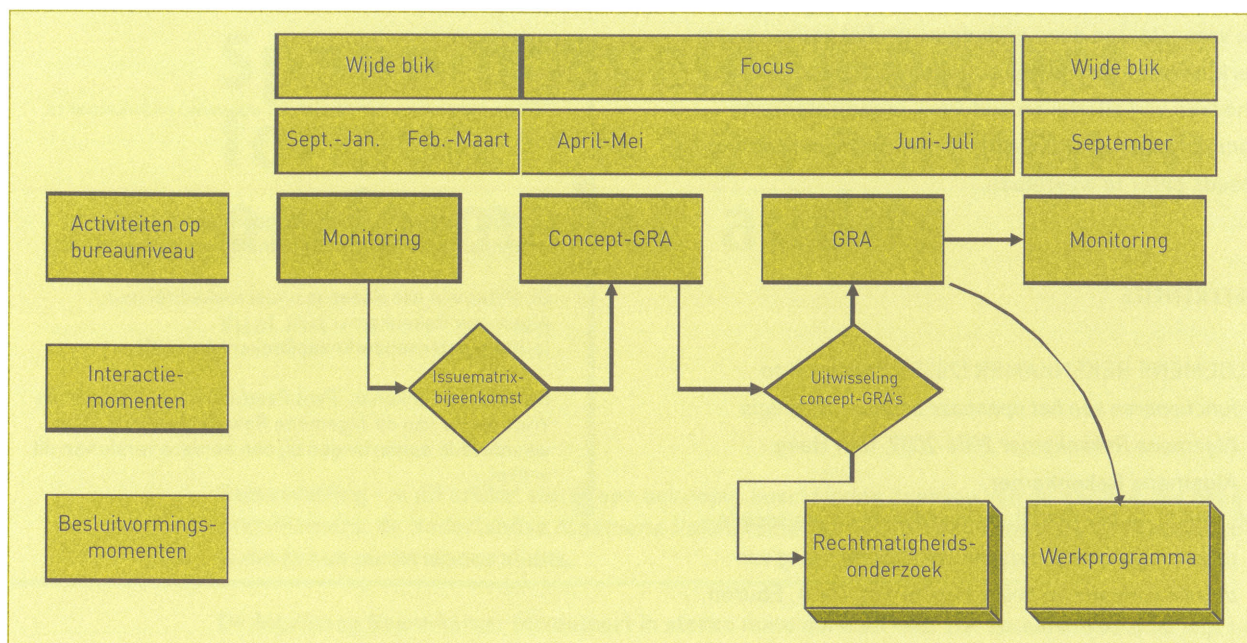 Wijde blik
Focus
Wijde blik
Sept.-Jan.
Feb.-Maart
April-Mei
Juni-Juli
September
Activiteiten op
bureauniveau
Monitoring
Concept-GRA
GRA
Monitoring
Interactie-
momenten
Issuematrix-
bijeenkomst
Uitwisseling
concept-GRA's
Besluitvormings-
momenten
Rechtmatigheids-
onderzoek
Werkprogramma